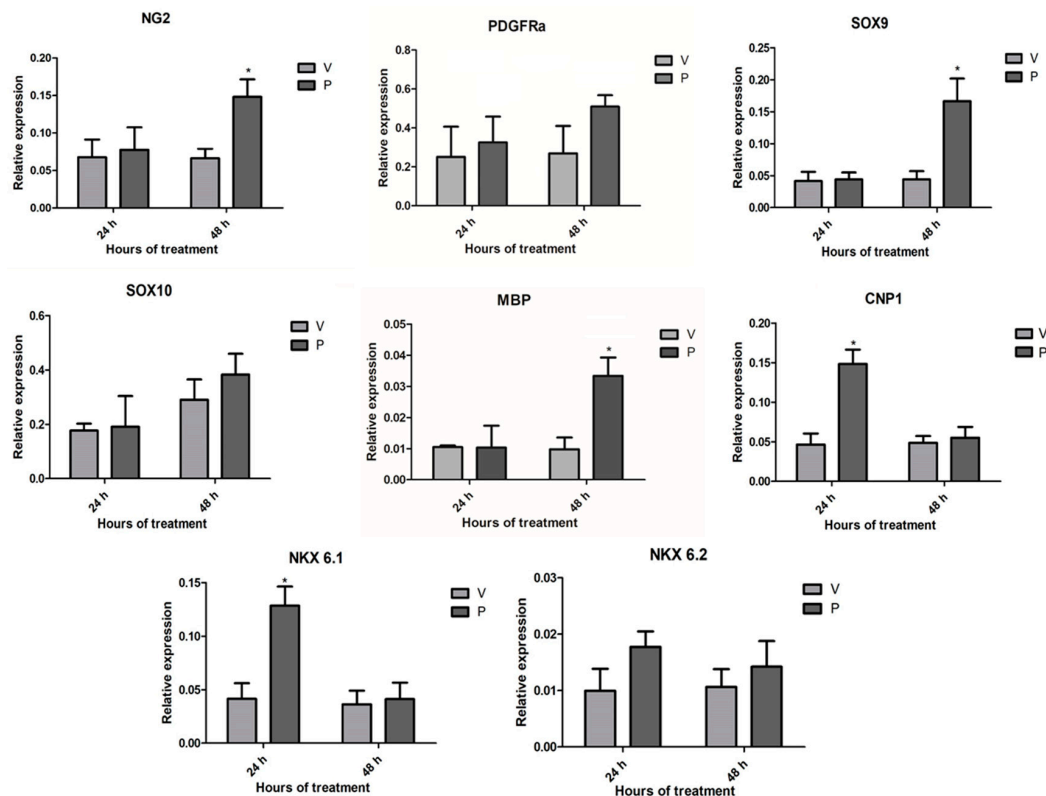 NG2
Relative expression
0.20
0.15
0.10
0.05
0.00
*
24 h
48 h
Hours of treatment
V
P
PDGFRa
Relative expression
0.8
0.6
0.4
0.2
0.0
24 h
48 h
Hours of treatment
V
P
SOX9
Relative expression
0.25
0.20
0.15
0.10
0.05
0.00
*
24 h
48 h
Hours of treatment
V
P
SOX10
Relative expression
0.6
0.4
0.2
0.0
24 h
48 h
Hours of treatment
V
P
MBP
Relative expression
0.05
0.04
0.03
0.02
0.01
0.00
*
24 h
48 h
Hours of treatment
V
P
CNP1
Relative expression
0.20
0.15
0.10
0.05
0.00
*
24 h
48 h
Hours of treatment
V
P
NKX 6.1
Relative expression
0.15
0.10
0.05
0.00
*
24 h
48 h
Hours of treatment
V
P
NKX 6.2
Relative expression
0.03
0.02
0.01
0.00
24 h
48 h
Hours of treatment
V
P